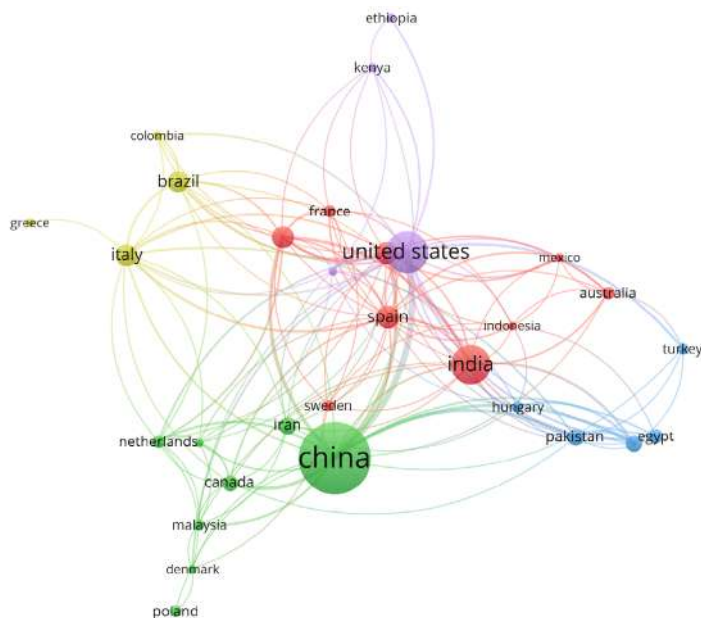 ethiopia
kenya
colombia
brazil
france
greece
italy
united states
mexico
australia
spain
indonesia
turkey
india
sweden
hungary
iran
netherlands
pakistan
egypt
china
canada
malaysia
denmark
poland